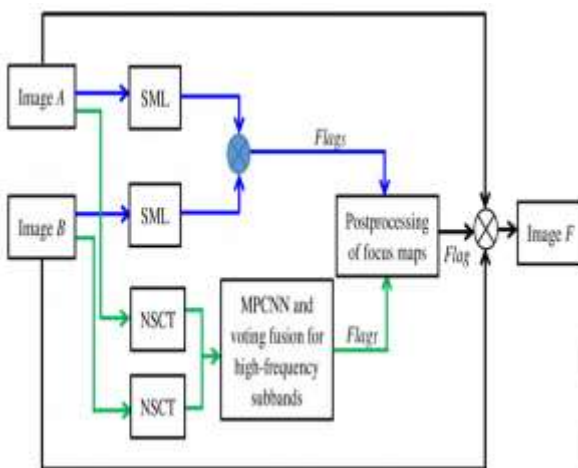 Image A
SML
Flags
Image B
SML
Postprocessing
of focus maps
Flag
Image F
NSCT
MPCNN and
voting fusion for
high-frequency
subbands
FlagT
NSCT